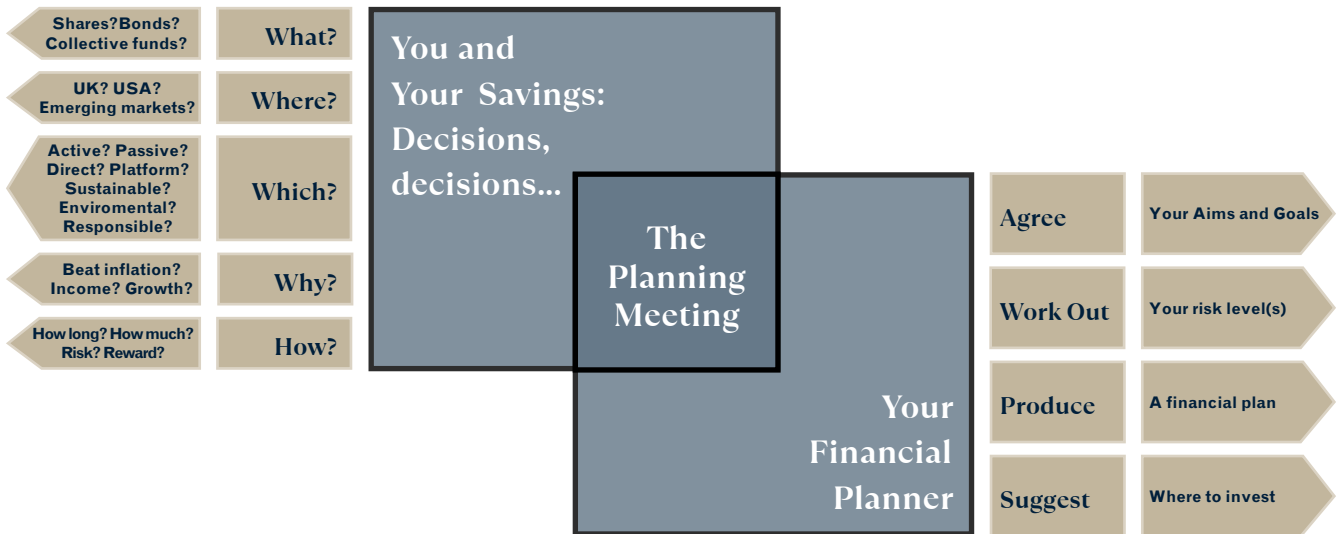 Shares?Bonds?
Collective funds?
What?
UK? USA?
Emerging markets?
Where?
Active? Passive?
Direct? Platform?
Sustainable?
Enviromental?
Responsible?
Which?
Beat inflation?
Income? Growth?
Why?
How long? How much?
Risk? Reward?
How?
You and
Your Savings:
Decisions,
decisions...
The
Planning
Meeting
Your
Financial
Planner
Agree
Your Aims and Goals
Work Out
Your risk level(s)
Produce
A financial plan
Suggest
Where to invest